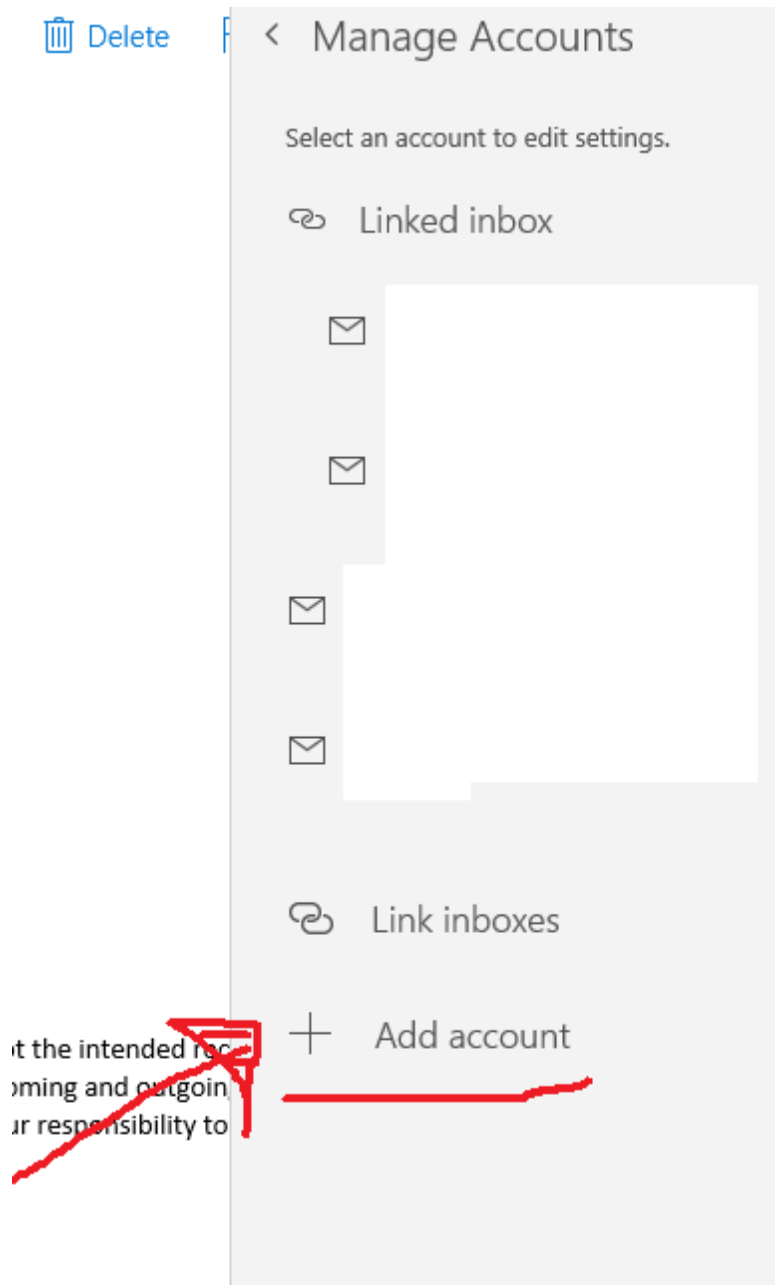 Delete
Manage Accounts
Select an account to edit settings.
Linked inbox
Link inboxes
Add account
the intended
and outgoin
responsibility to